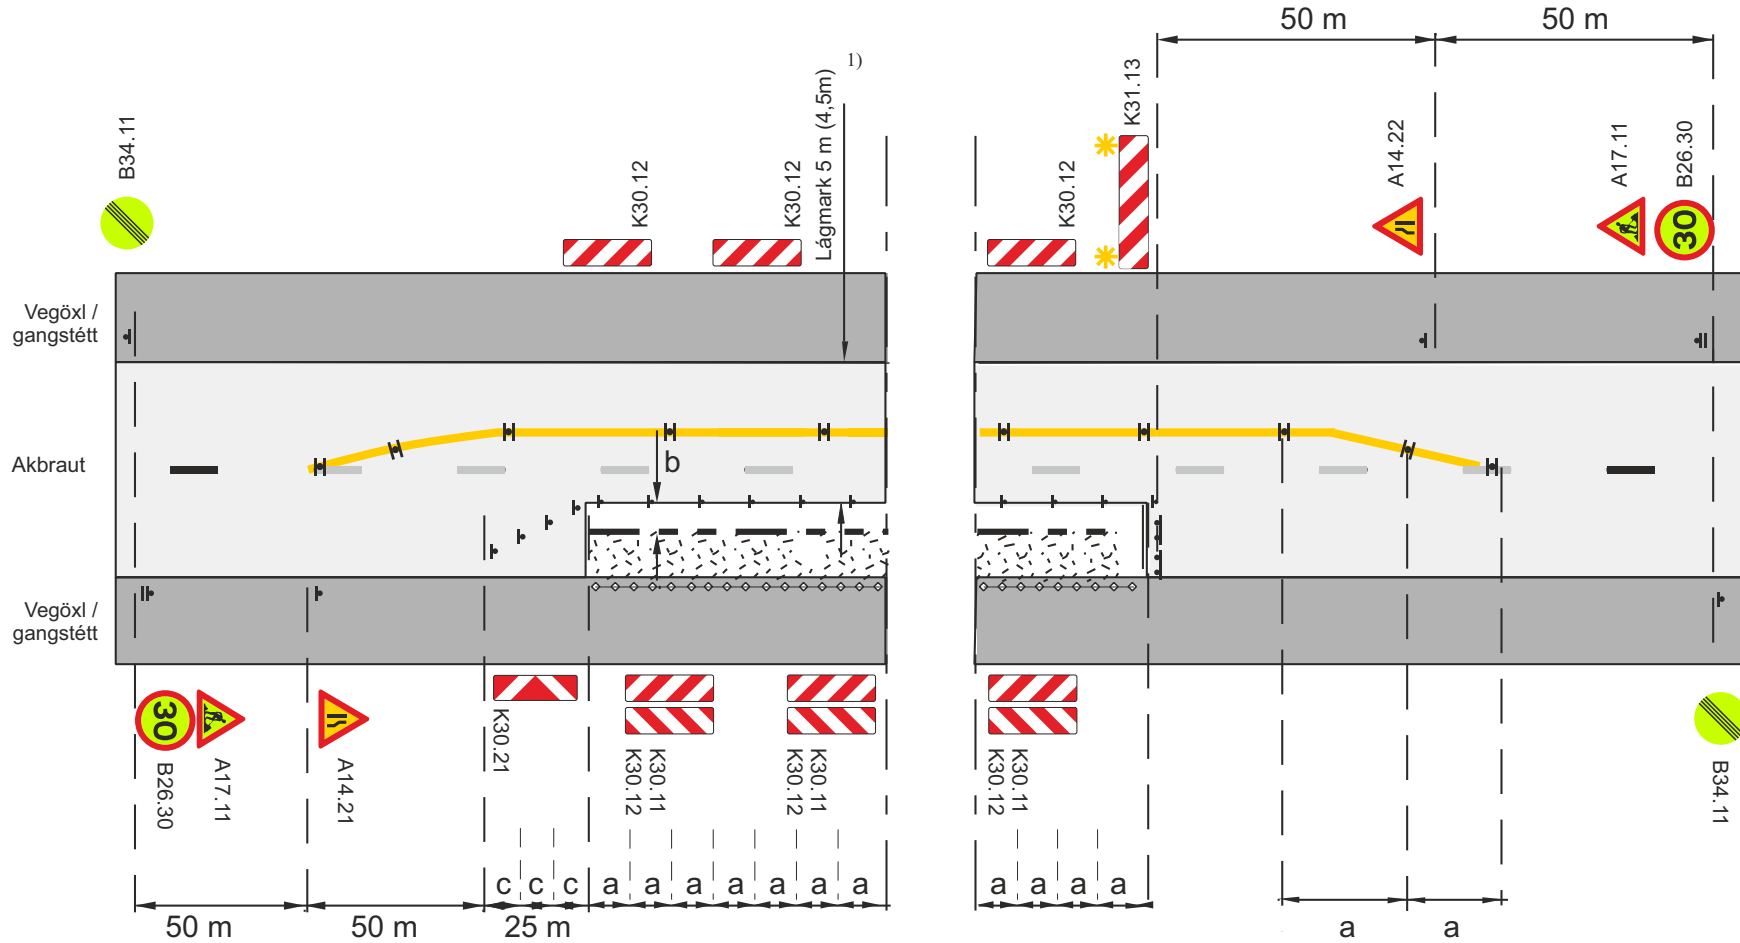 50 m
50 m
1)
B34.11
K30.12
K30.12
Lágmark 5 m (4,5m)
K30.12
K31.13
A14.22
A17.11
B26.30
30
Vegöxl /
gangstétt
Akbraut
b
Vegöxl /
gangstétt
30
B26.30
A17.11
A14.21
K30.21
K30.12
K30.11
K30.12
K30.11
K30.12
K30.11
B34.11
c
c
c
a
a
a
a
a
a
a
a
a
a
a
50 m
50 m
25 m
a
a